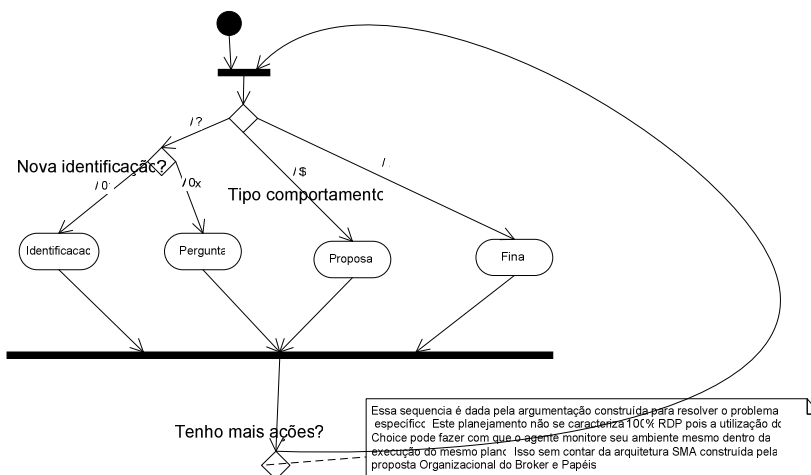 / ?
Nova identificação?
/ 0
/ 0x
/ $
/
Tipo comportamento
Identificacac
Pergunta
Proposa
Fina
Tenho mais ações?
Essa sequencia é dada pela argumentação construída para resolver o problema
especifico Este planejamento não se caracteriza 100% RDP pois a utilização do
Choice pode fazer com que o agente monitore seu ambiente mesmo dentro da
execução do mesmo plano Isso sem contar da arquitetura SMA construída pela
proposta Organizacional do Broker e Papéis